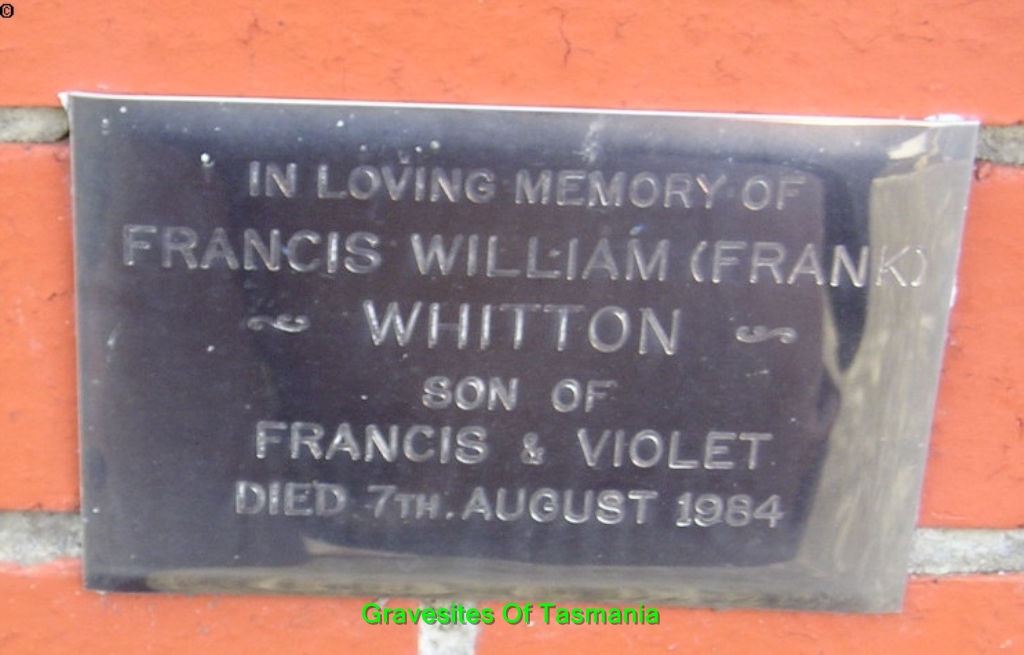 ©
IN LOVING MEMORY OF
FRANCIS WILLIAM (FRANK)
WHITTON
SON OF
FRANCIS & VIOLET
DIED 7TH. AUGUST 1984
Gravesites Of Tasmania